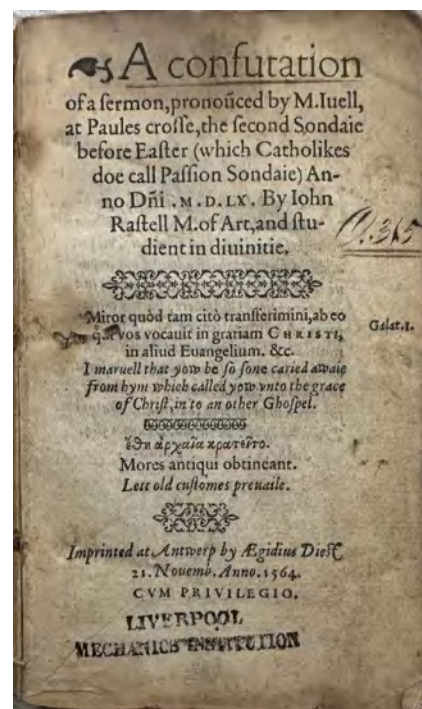 A confutation
of a sermon, pronoũced by M. Iuell,
at Paules crosse, the second Sondaie
before Easter (which Catholikes
doe call Passion Sondaie) An-
no Dñi .M.D.LX. By Iohn
Rastell M. of Art, and stu-
dient in diuinitie.
Miror quòd tam citò transferimini, ab eo
qui vos vocauit in gratiam CHRISTI,
in aliud Euangelium. &c.
Galat.1.
I maruell that yow be so sone caried awaie
from hym which called yow vnto the grace
of Christ, in to an other Ghospel.
ἔθη ἀρχαῖα κρατείτο.
Mores antiqui obtineant.
Lett old customes preuaile.
Imprinted at Antwerp by Ægidius Diest
21. Nouemb. Anno. 1564.
CVM PRIVILEGIO.
LIVERPOOL
MECHANICS INSTITUTION